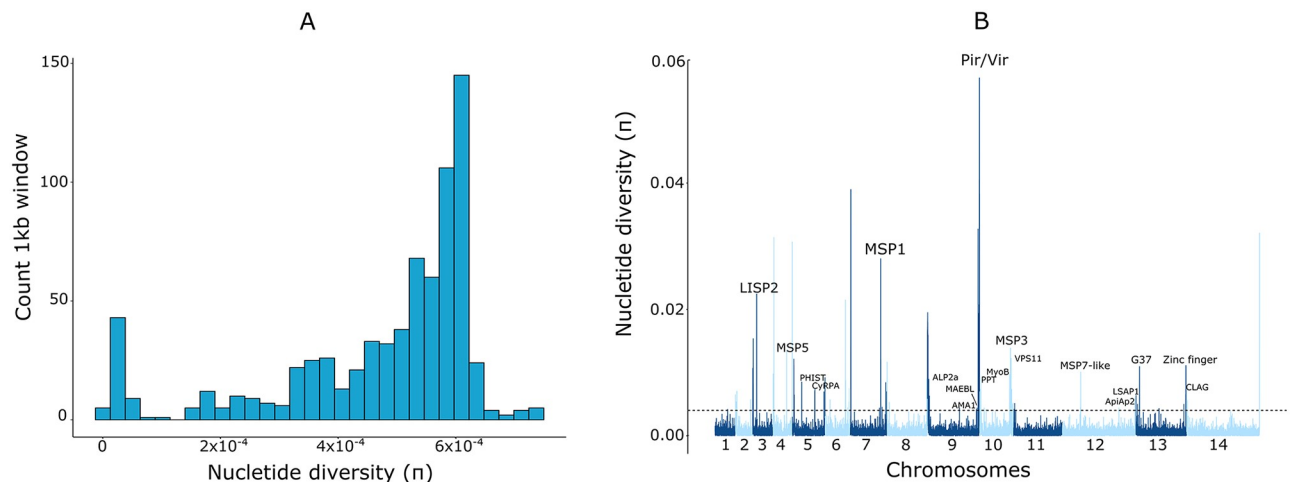 A
150
100
50
0
Count 1kb window
0
2x10⁻⁴
4x10⁻⁴
6x10⁻⁴
Nucletide diversity (π)
B
0.06
0.04
0.02
0.00
Nucletide diversity (π)
Pir/Vir
MSP1
LISP2
MSP5
PHIST
CyRPA
ALP2a
MAEBL
AMA1
PPT
MyoB
MSP3
VPS11
MSP7-like
LSAP1
ApiAp2
G37
Zinc finger
CLAG
1 2 3 4 5 6 7 8 9 10 11 12 13 14
Chromosomes